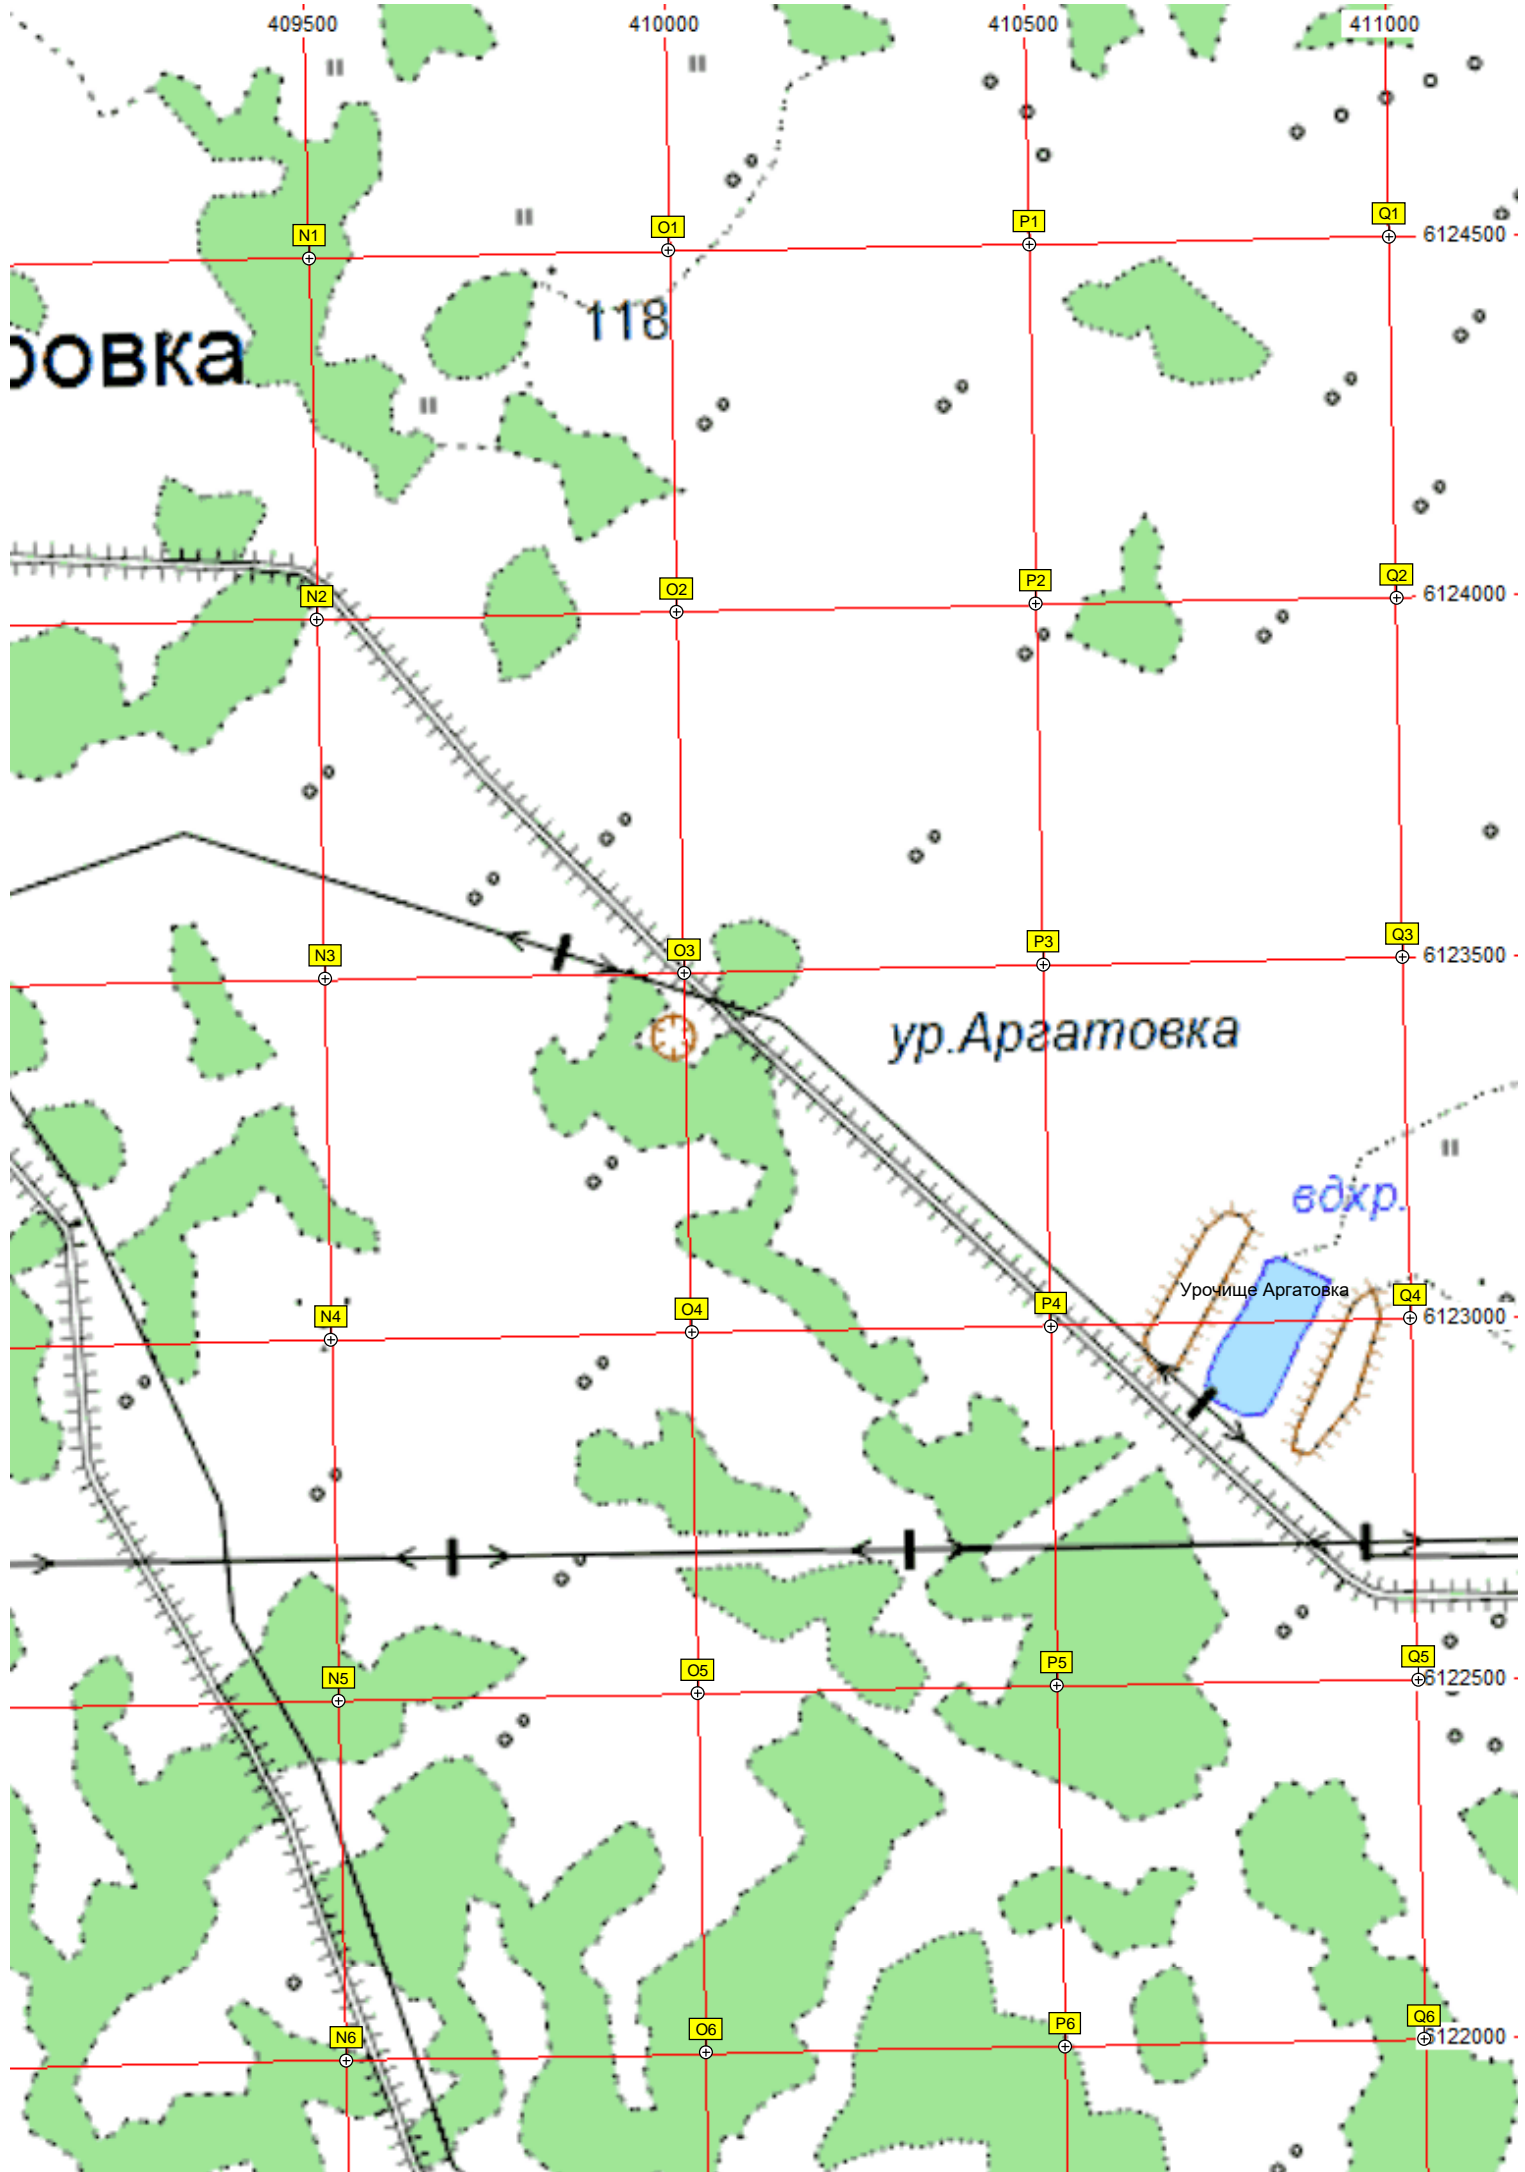 409500 410000 410500 411000
N1 O1 P1 Q1 6124500
118
ровка
N2 O2 P2 Q2 6124000
N3 O3 P3 Q3 6123500
ур.Аргатовка
вдхр.
Урочище Аргатовка
N4 O4 P4 Q4 6123000
N5 O5 P5 Q5 6122500
N6 O6 P6 Q6 6122000